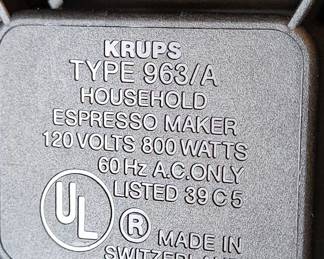 KRUPS
TYPE 963/A
HOUSEHOLD
ESPRESSO MAKER
120 VOLTS 800 WATTS
60 Hz A.C. ONLY
LISTED 39 C 5
UL ® MADE IN
SWITZERLAND